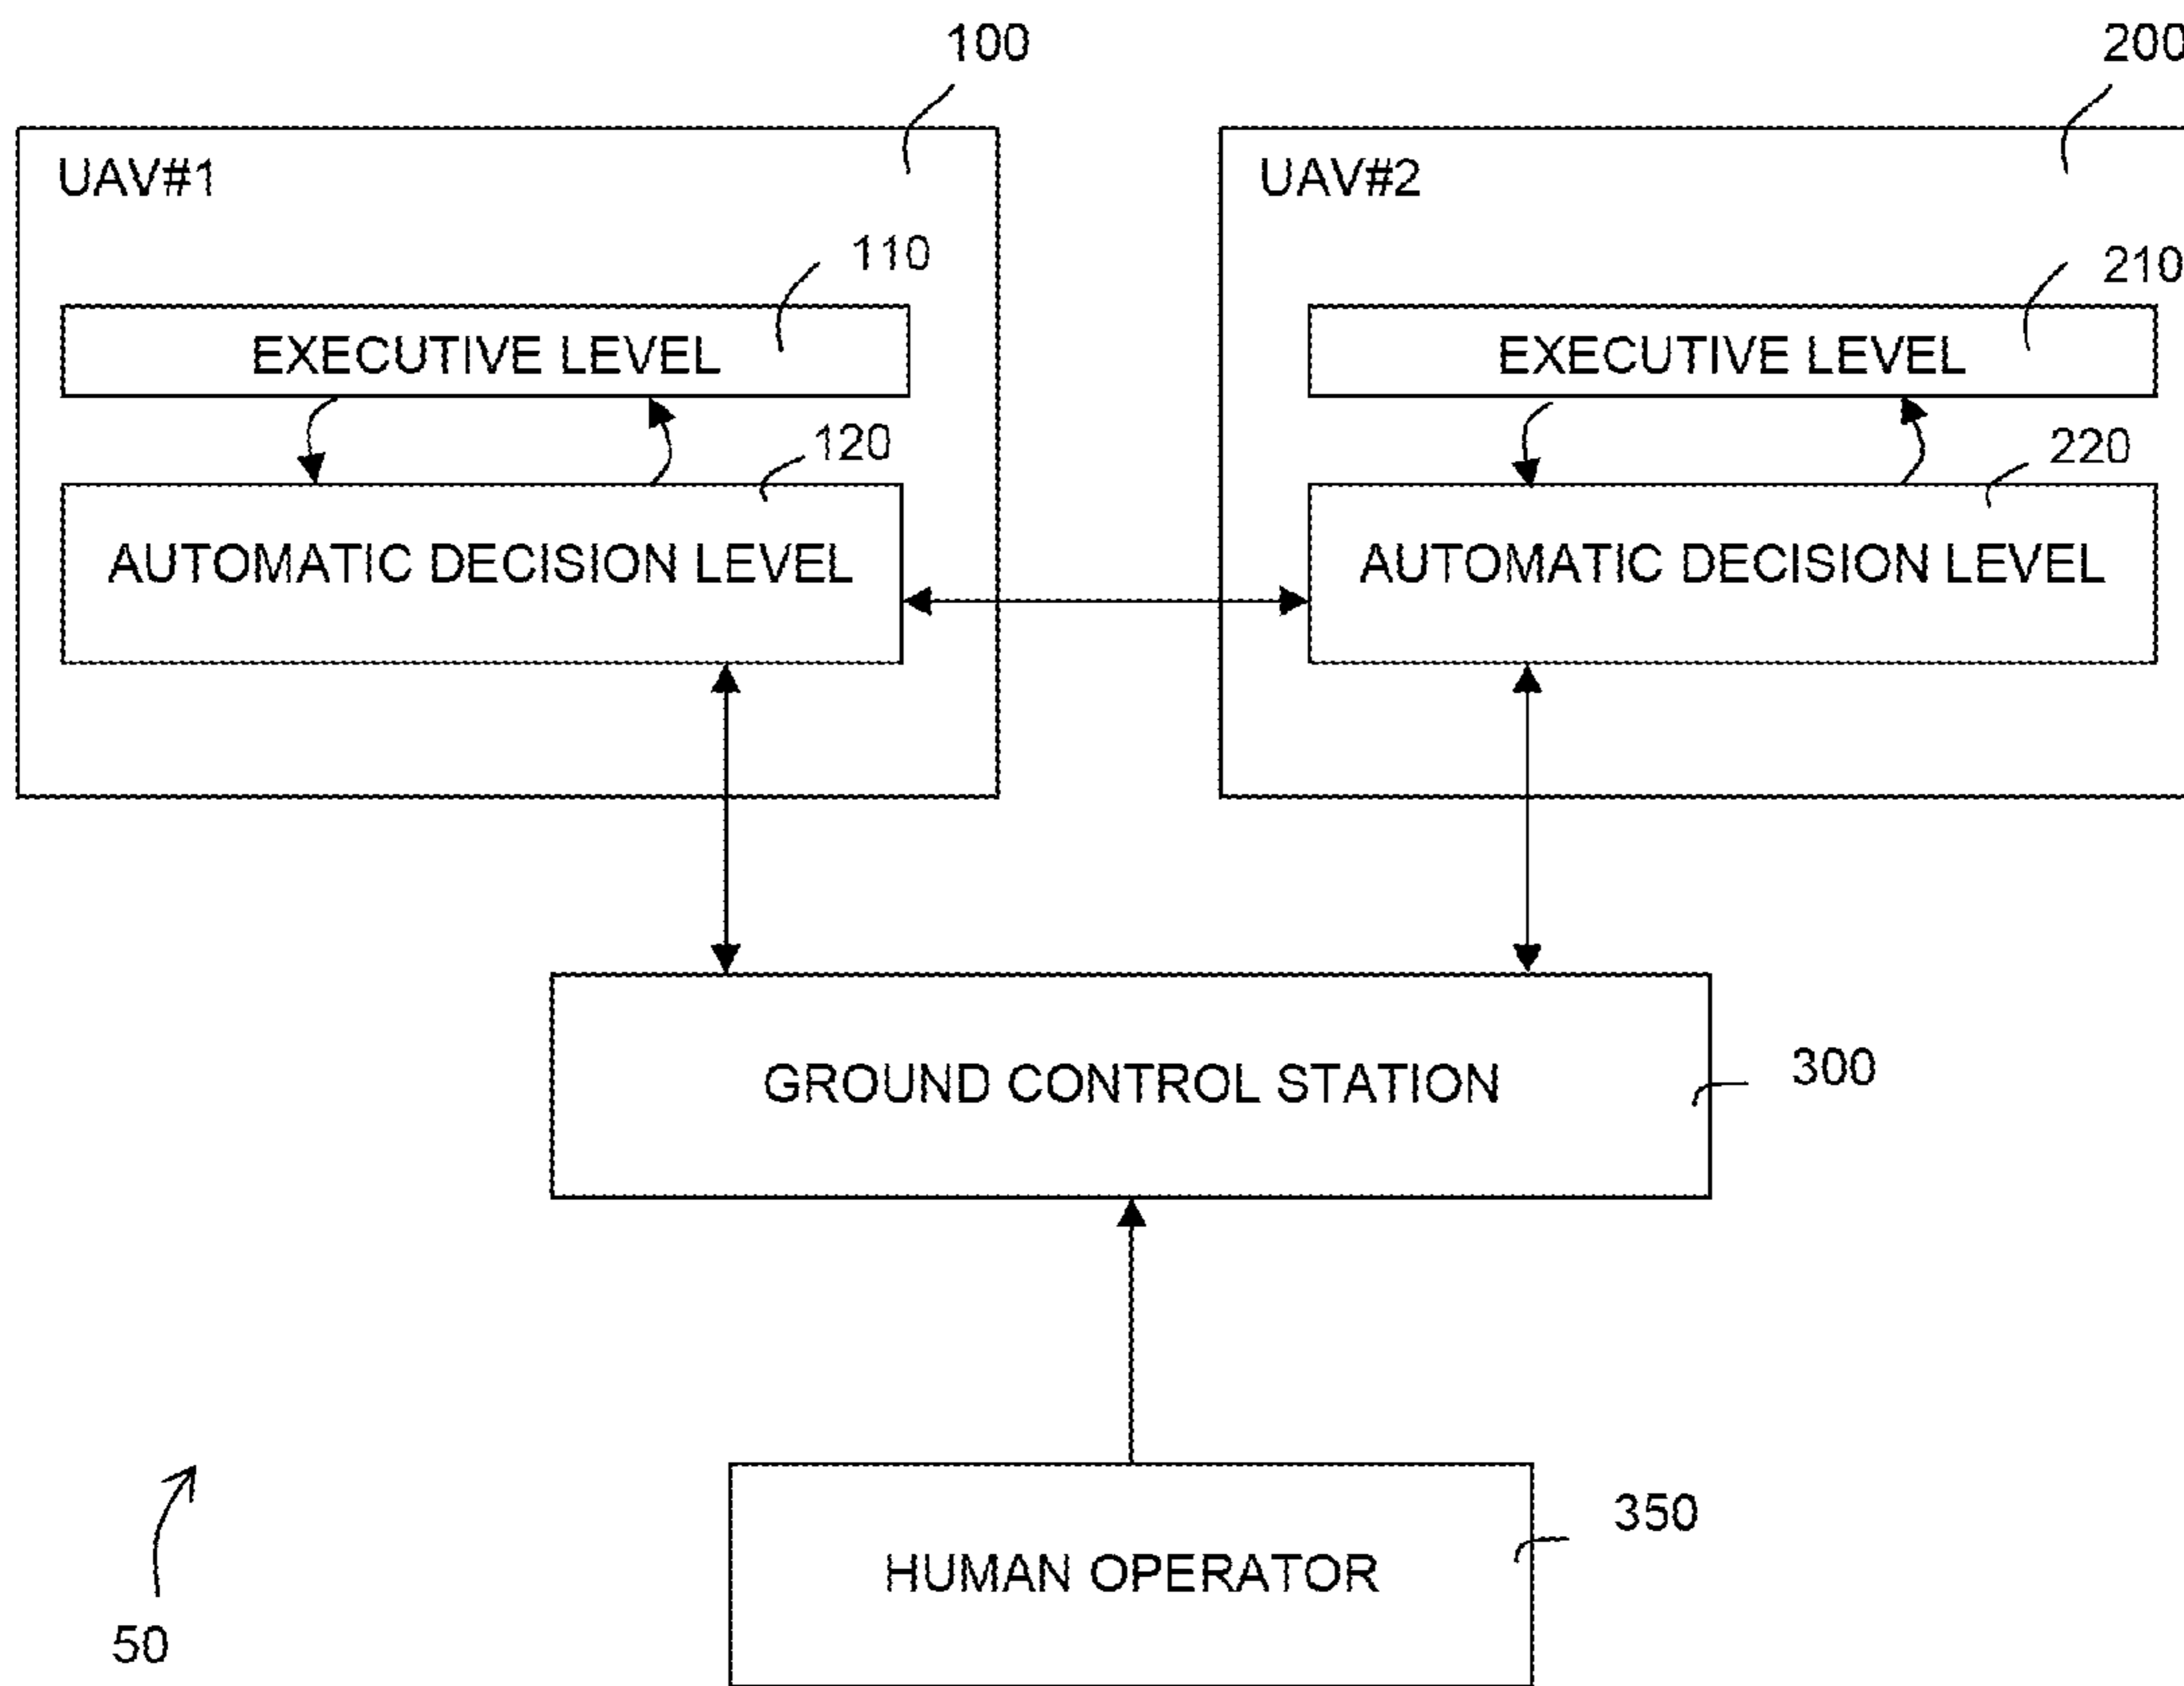 100
200
UAV#1
UAV#2
110
210
EXECUTIVE LEVEL
EXECUTIVE LEVEL
120
220
AUTOMATIC DECISION LEVEL
AUTOMATIC DECISION LEVEL
GROUND CONTROL STATION
300
350
HUMAN OPERATOR
50